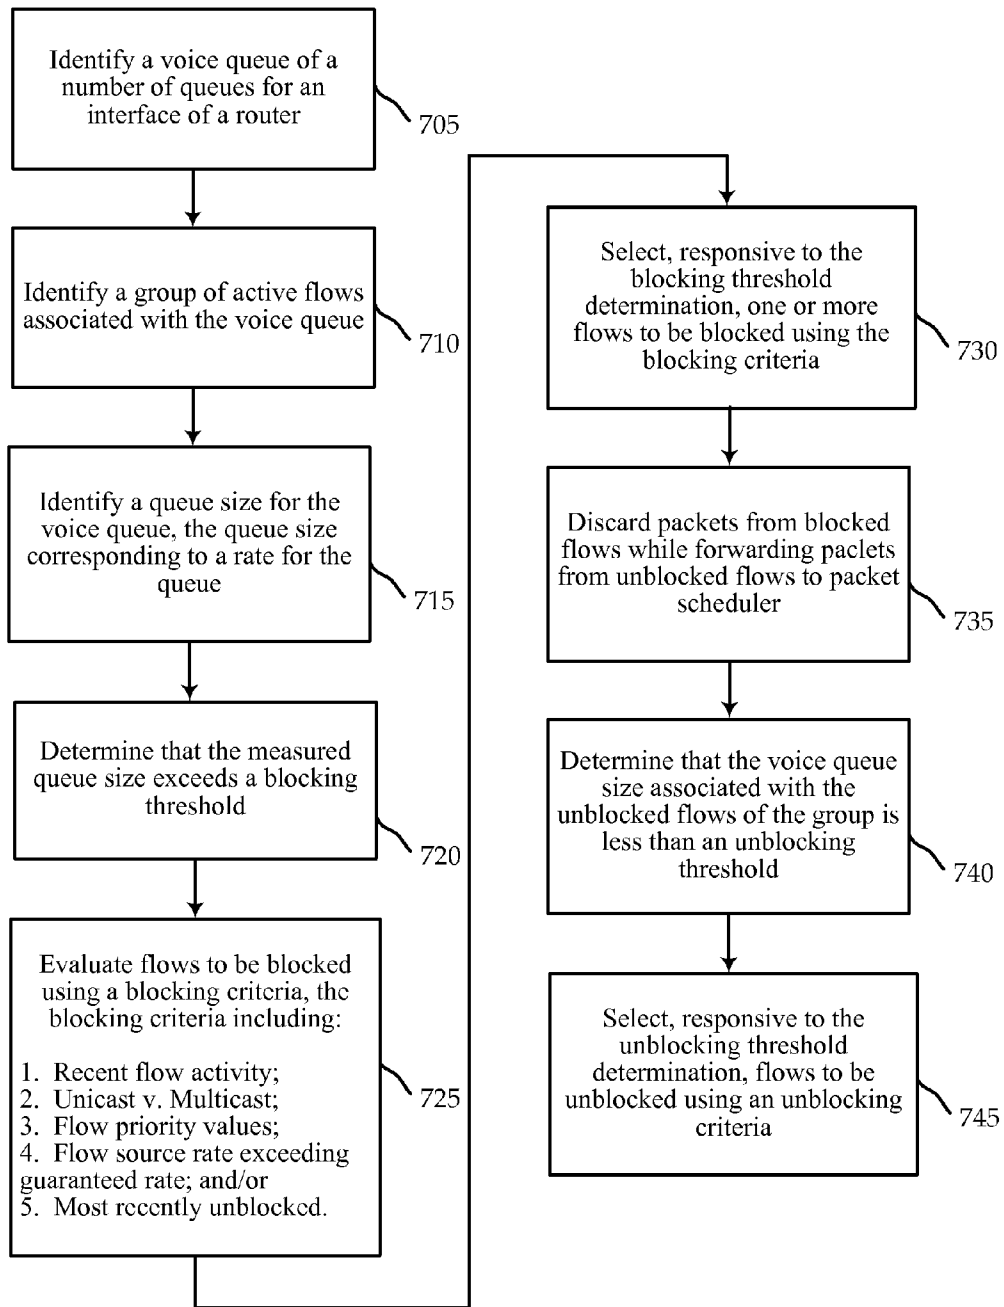 Identify a voice queue of a
number of queues for an
interface of a router
705
Identify a group of active flows
associated with the voice queue
710
Identify a queue size for the
voice queue, the queue size
corresponding to a rate for the
queue
715
Determine that the measured
queue size exceeds a blocking
threshold
720
Evaluate flows to be blocked
using a blocking criteria, the
blocking criteria including:
1. Recent flow activity;
2. Unicast v. Multicast;
3. Flow priority values;
4. Flow source rate exceeding
guaranteed rate; and/or
5. Most recently unblocked.
725
Select, responsive to the
blocking threshold
determination, one or more
flows to be blocked using the
blocking criteria
730
Discard packets from blocked
flows while forwarding paclets
from unblocked flows to packet
scheduler
735
Determine that the voice queue
size associated with the
unblocked flows of the group is
less than an unblocking
threshold
740
Select, responsive to the
unblocking threshold
determination, flows to be
unblocked using an unblocking
criteria
745